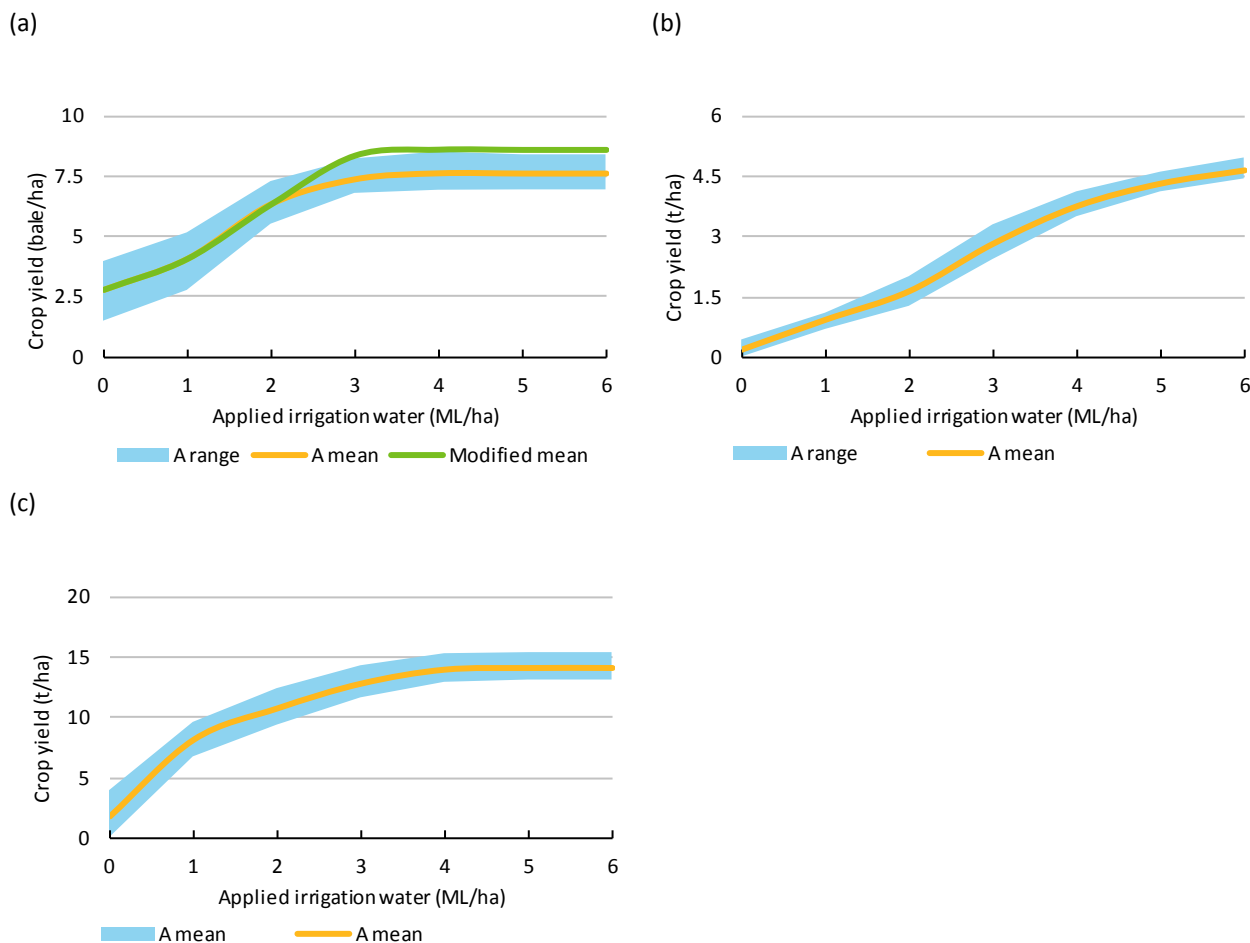 (a)
10
7.5
5
2.5
0
Crop yield (bale/ha)
0 1 2 3 4 5 6
Applied irrigation water (ML/ha)
A range A mean Modified mean
(b)
6
4.5
3
1.5
0
Crop yield (t/ha)
0 1 2 3 4 5 6
Applied irrigation water (ML/ha)
A range A mean
(c)
20
15
10
5
0
Crop yield (t/ha)
0 1 2 3 4 5 6
Applied irrigation water (ML/ha)
A mean A mean